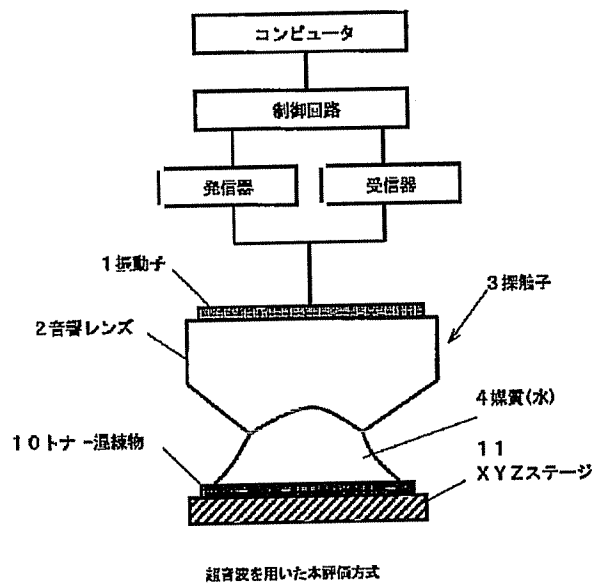 コンピュータ
制御回路
発信器
受信器
1振動子
3探触子
2音響レンズ
4媒質(水)
10トナー混練物
11
XYZステージ
超音波を用いた本評価方式